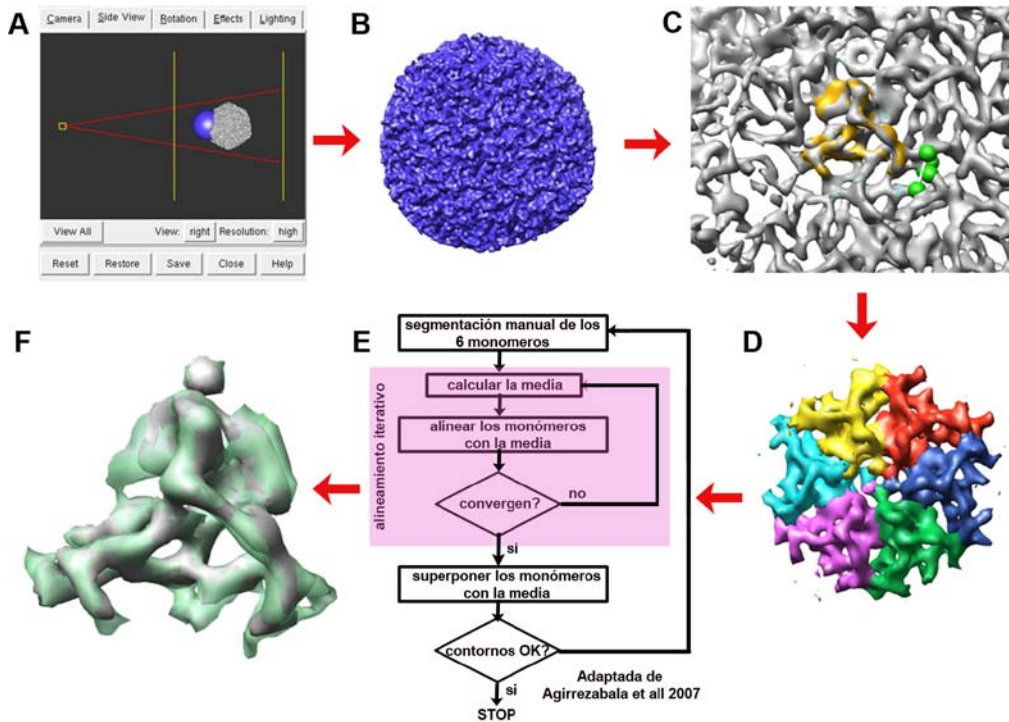 A
Camera Side View Rotation Effects Lighting
View All View: right Resolution: high
Reset Restore Save Close Help
B
C
F
E
segmentación manual de los
6 monomeros
calcular la media
alinear los monómeros
con la media
alineamiento iterativo
convergen?
no
si
superponer los monómeros
con la media
contornos OK?
si
STOP
Adaptada de
Agirrezabala et all 2007
D